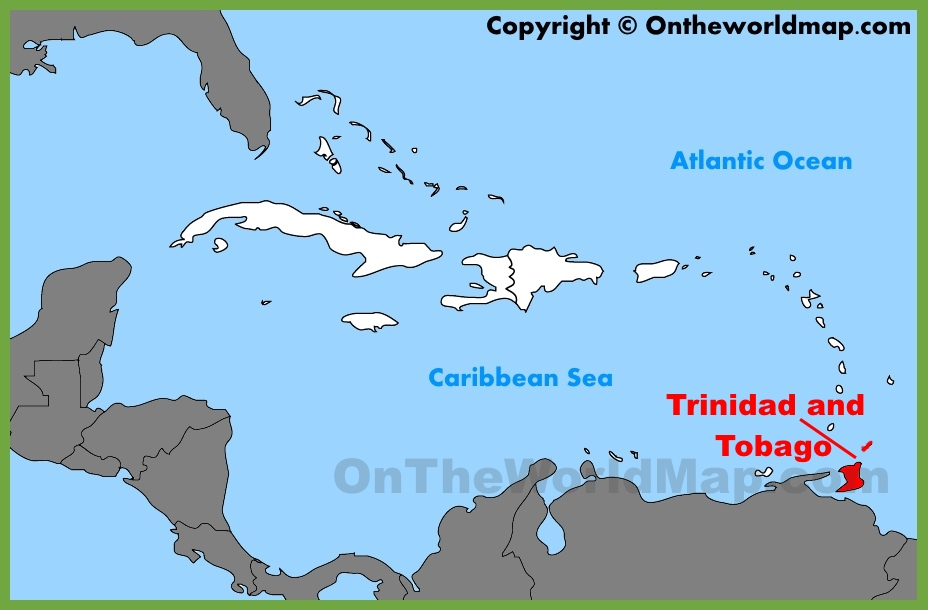 Copyright © Ontheworldmap.com
Atlantic Ocean
Caribbean Sea
Trinidad and
Tobago
OnTheWorldMap.com